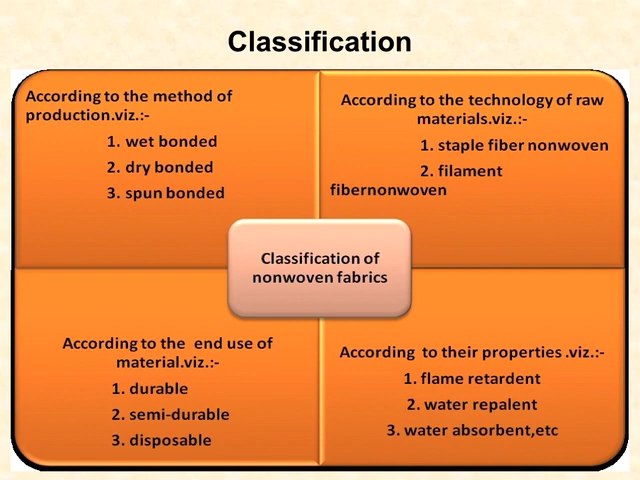 Classification
According to the method of
production.viz.:-
1. wet bonded
2. dry bonded
3. spun bonded
According to the technology of raw
materials.viz.:-
1. staple fiber nonwoven
2. filament
fibernonwoven
Classification of
nonwoven fabrics
According to the  end use of
material.viz.:-
1. durable
2. semi-durable
3. disposable
According  to their properties .viz.:-
1. flame retardent
2. water repalent
3. water absorbent,etc